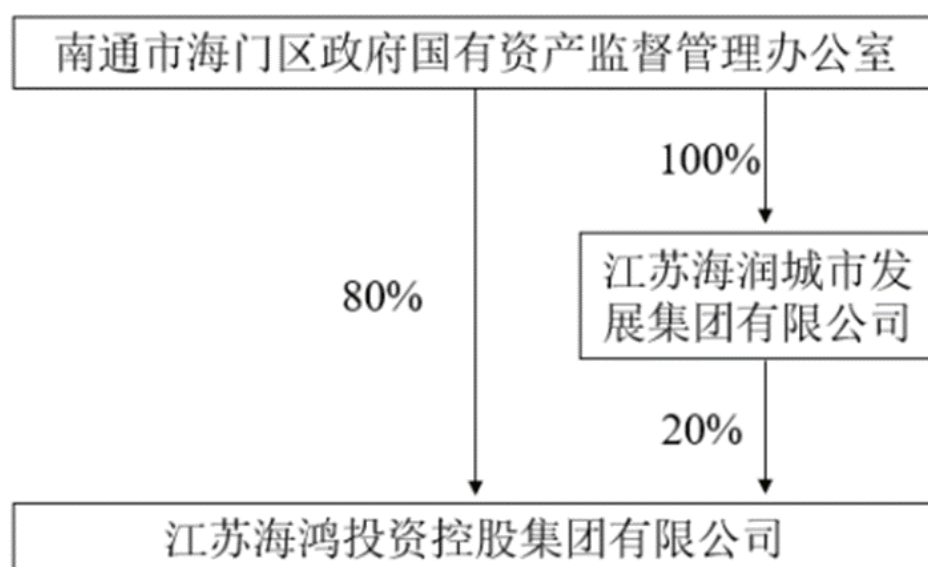 南通市海门区政府国有资产监督管理办公室
100%
江苏海润城市发
展集团有限公司
80%
20%
江苏海鸿投资控股集团有限公司